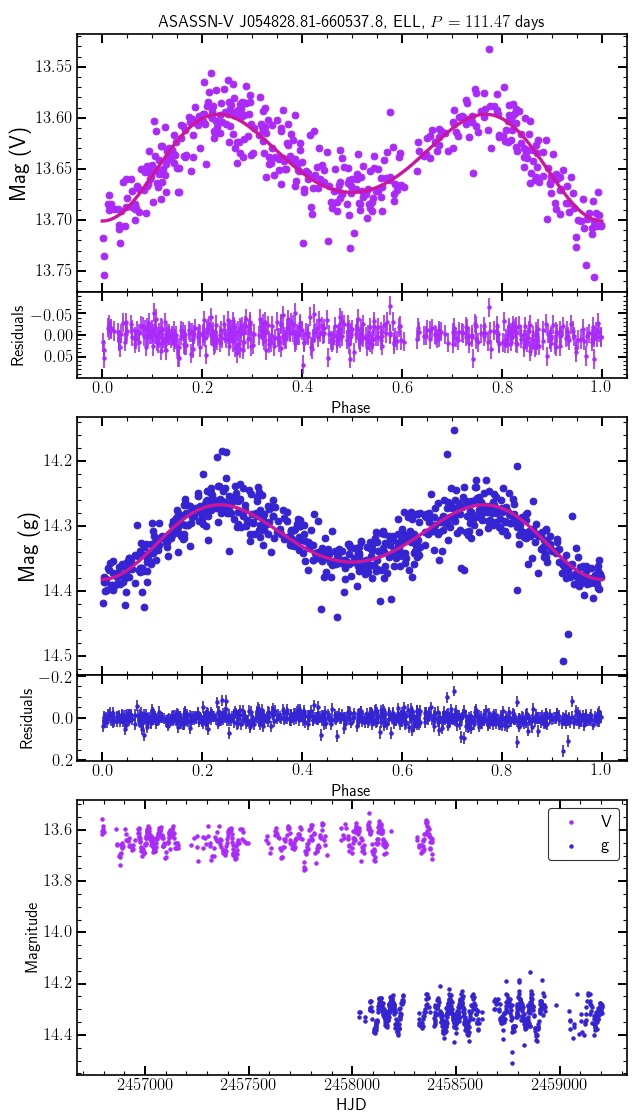 ASASSN-V J054828.81-660537.8, ELL, P = 111.47 days
Mag (V)
13.55
13.60
13.65
13.70
13.75
Residuals
−0.05
0.00
0.05
0.0 0.2 0.4 0.6 0.8 1.0
Phase
Mag (g)
14.2
14.3
14.4
14.5
Residuals
−0.2
0.0
0.2
0.0 0.2 0.4 0.6 0.8 1.0
Phase
Magnitude
13.6
13.8
14.0
14.2
14.4
V
g
2457000 2457500 2458000 2458500 2459000
HJD